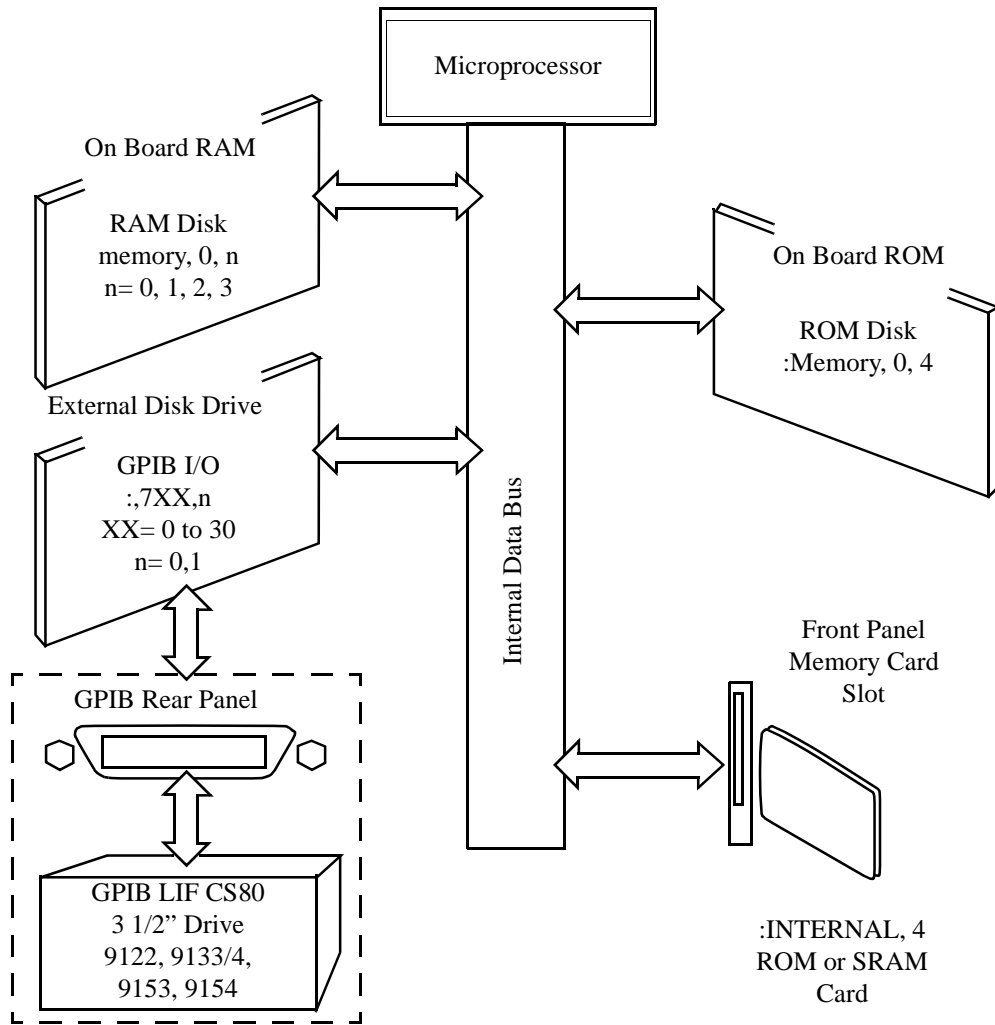 Microprocessor
On Board RAM
RAM Disk
memory, 0, n
n= 0, 1, 2, 3
On Board ROM
ROM Disk
:Memory, 0, 4
External Disk Drive
GPIB I/O
:,7XX,n
XX= 0 to 30
n= 0,1
Internal Data Bus
Front Panel
Memory Card
Slot
GPIB Rear Panel
GPIB LIF CS80
3 1/2” Drive
9122, 9133/4,
9153, 9154
:INTERNAL, 4
ROM or SRAM
Card